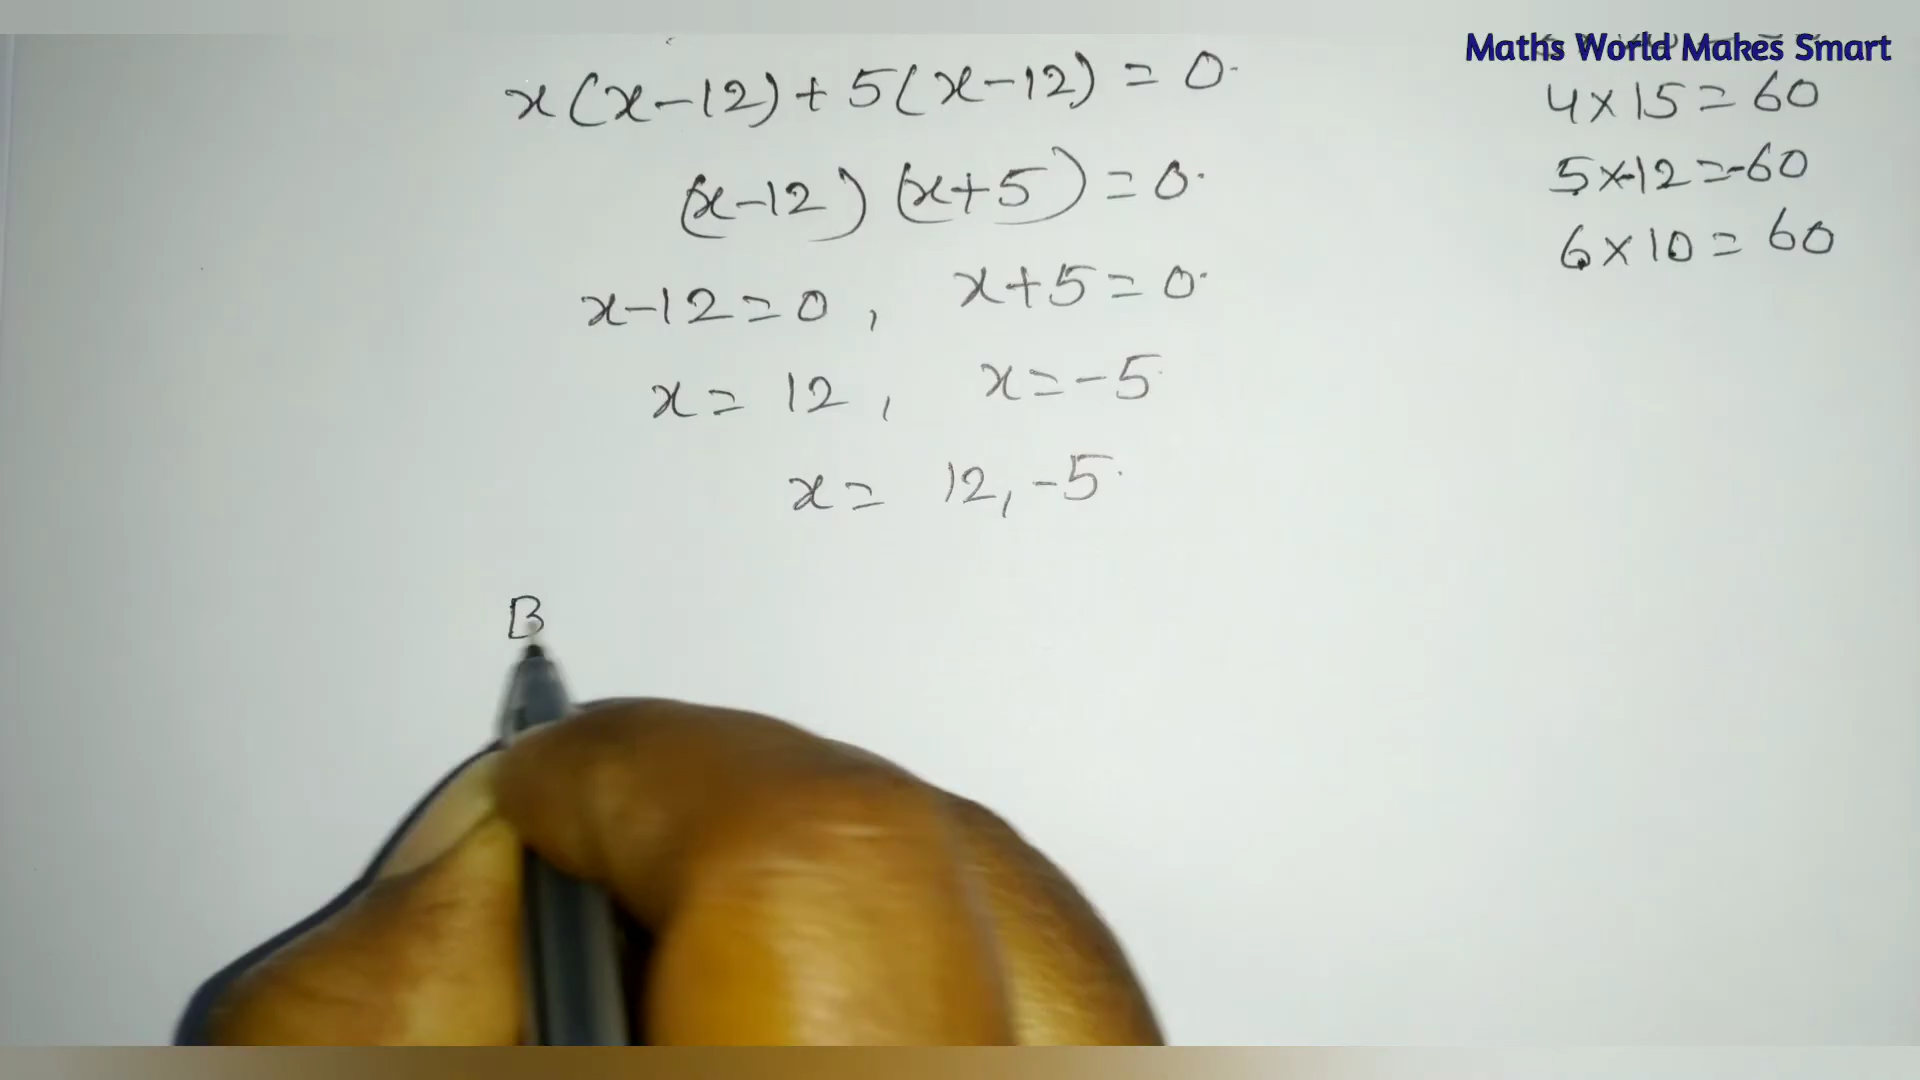 Maths World Makes Smart
x(x-12)+5(x-12)=0.
(x-12)(x+5)=0.
x-12=0, x+5=0.
x= 12, x=-5.
x= 12,-5.
B
4×15=60
5×-12=-60
6×10=60